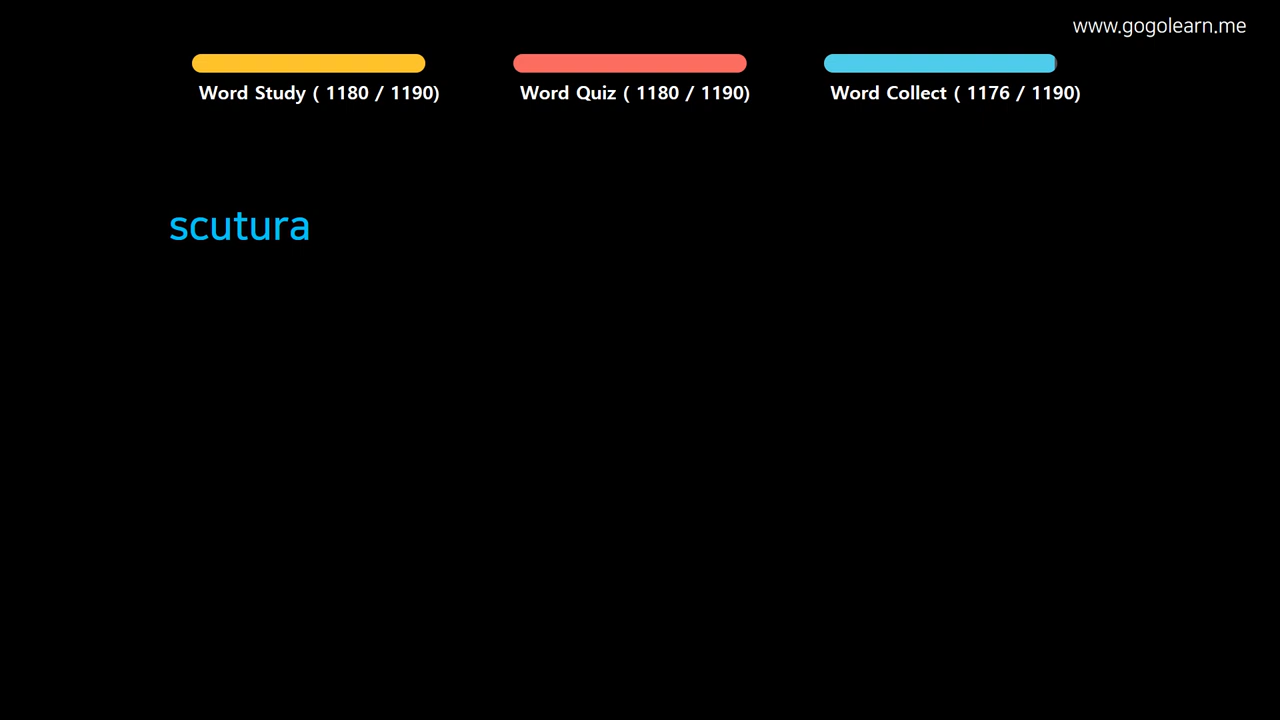 www.gogolearn.me
Word Study ( 1180 / 1190)
Word Quiz ( 1180 / 1190)
Word Collect ( 1176 / 1190)
scutura